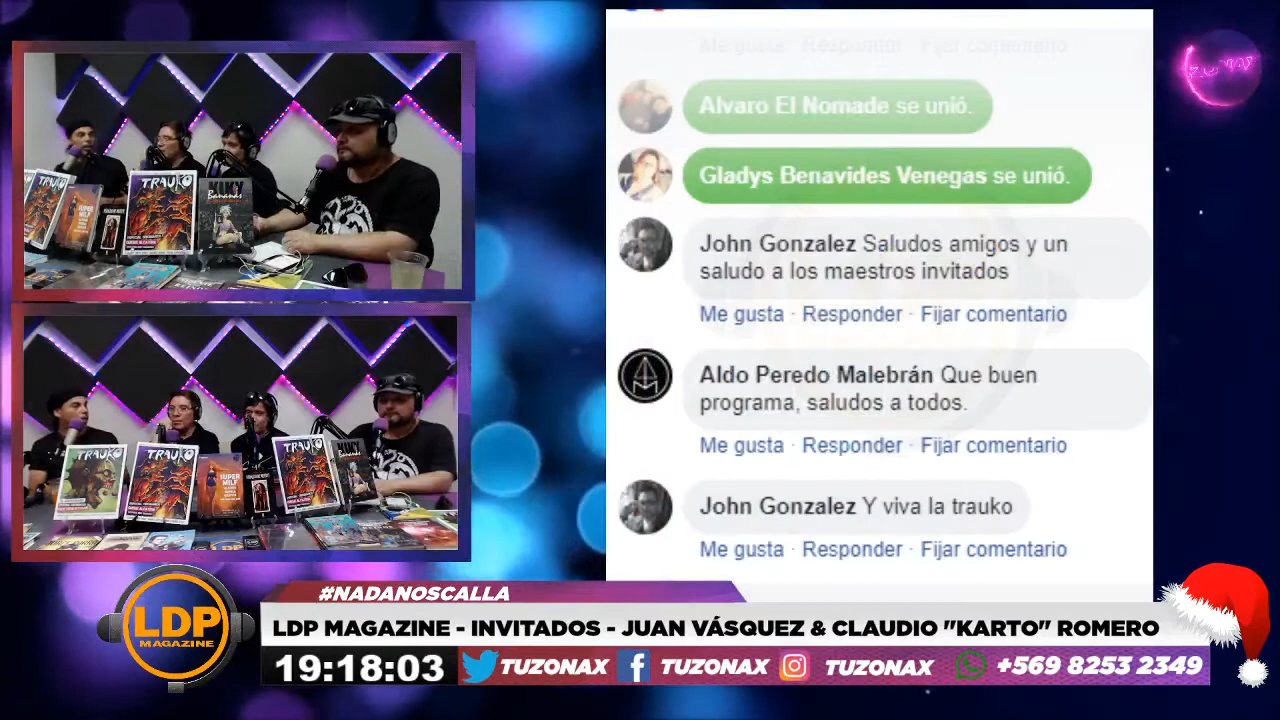 Me gusta Responder Fijar comentario
Alvaro El Nomade se unió.
Gladys Benavides Venegas se unió.
John Gonzalez Saludos amigos y un
saludo a los maestros invitados
Me gusta · Responder · Fijar comentario
Aldo Peredo Malebrán Que buen
programa, saludos a todos.
Me gusta · Responder · Fijar comentario
John Gonzalez Y viva la trauko
Me gusta · Responder · Fijar comentario
TRAUKO
Bananas
TRAUKO
TRAUKO
SUPER
MILF
TRAUKO
Bananas
#NADANOSCALLA
LDP
MAGAZINE
LDP MAGAZINE - INVITADOS - JUAN VÁSQUEZ & CLAUDIO "KARTO" ROMERO
19:18:03 TUZONAX TUZONAX TUZONAX +569 8253 2349